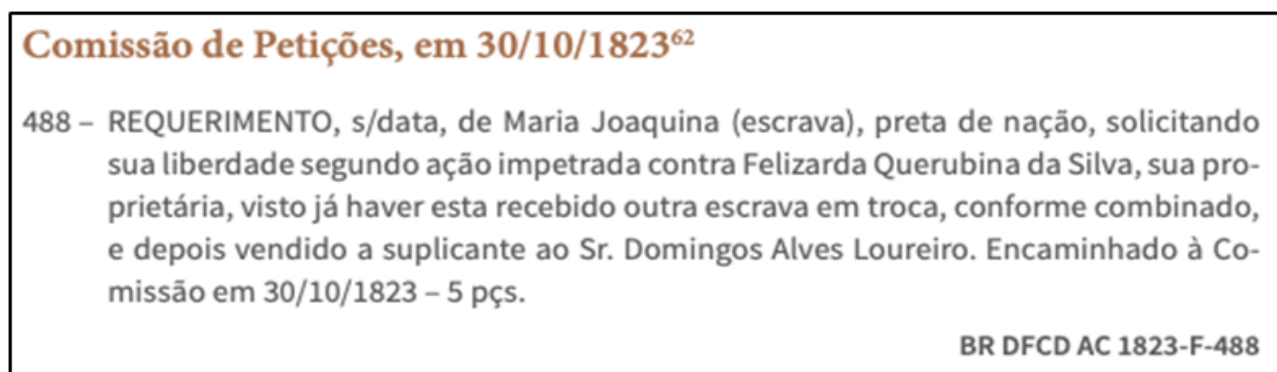 Comissão de Petições, em 30/10/1823⁶²
488 – REQUERIMENTO, s/data, de Maria Joaquina (escrava), preta de nação, solicitando
sua liberdade segundo ação impetrada contra Felizarda Querubina da Silva, sua pro-
prietária, visto já haver esta recebido outra escrava em troca, conforme combinado,
e depois vendido a suplicante ao Sr. Domingos Alves Loureiro. Encaminhado à Co-
missão em 30/10/1823 – 5 pçs.
BR DFCD AC 1823-F-488